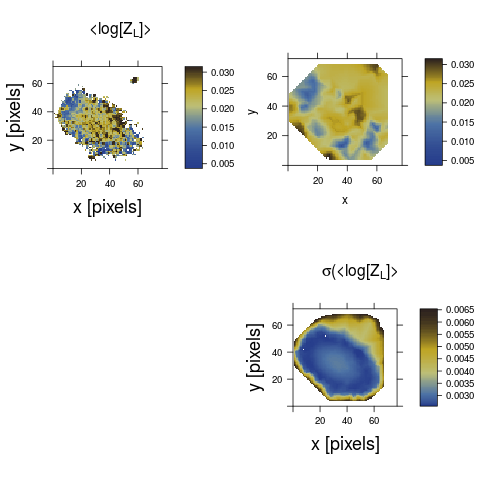 <log[Z_L]>
60
40
20
20 40 60
x [pixels]
y [pixels]
0.030
0.025
0.020
0.015
0.010
0.005
60
40
20
20 40 60
x
y
0.030
0.025
0.020
0.015
0.010
0.005
σ(<log[Z_L]>
60
40
20
20 40 60
x [pixels]
y [pixels]
0.0065
0.0060
0.0055
0.0050
0.0045
0.0040
0.0035
0.0030